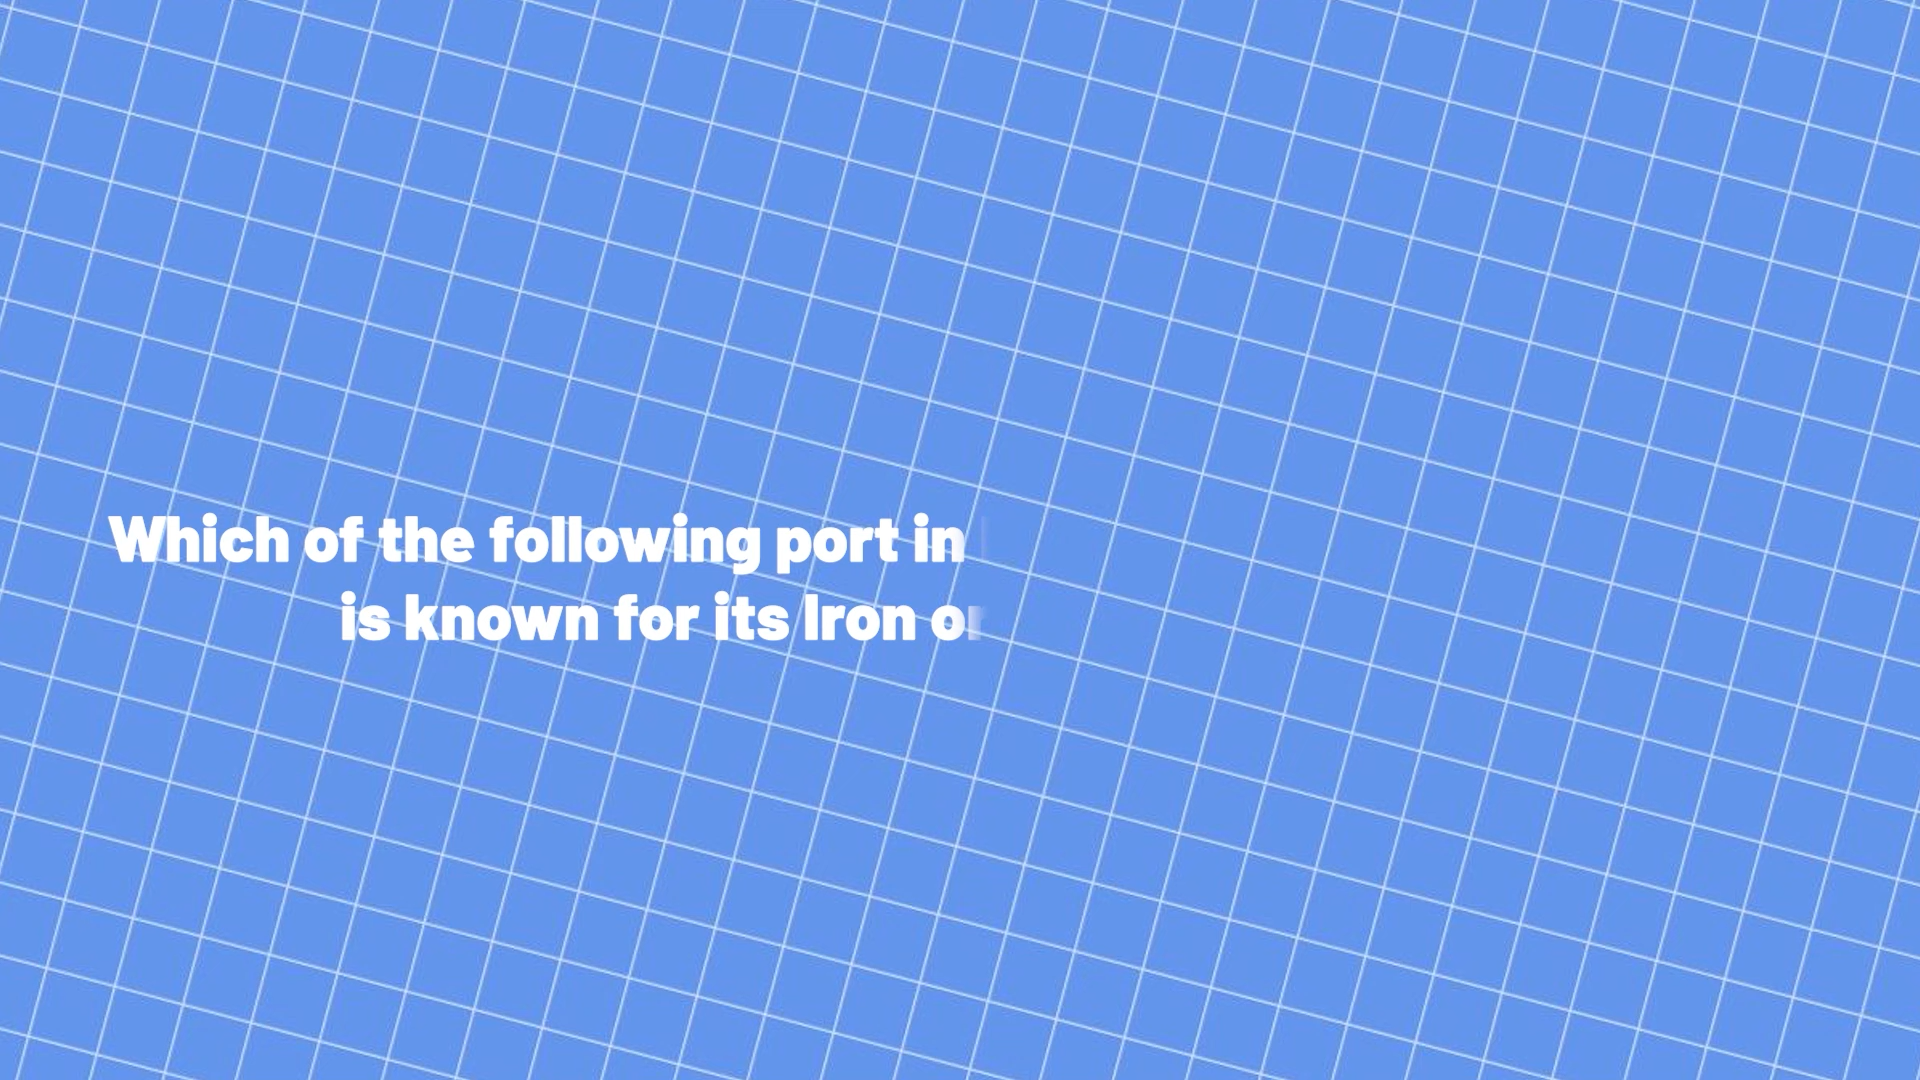 Which of the following port in
is known for its Iron